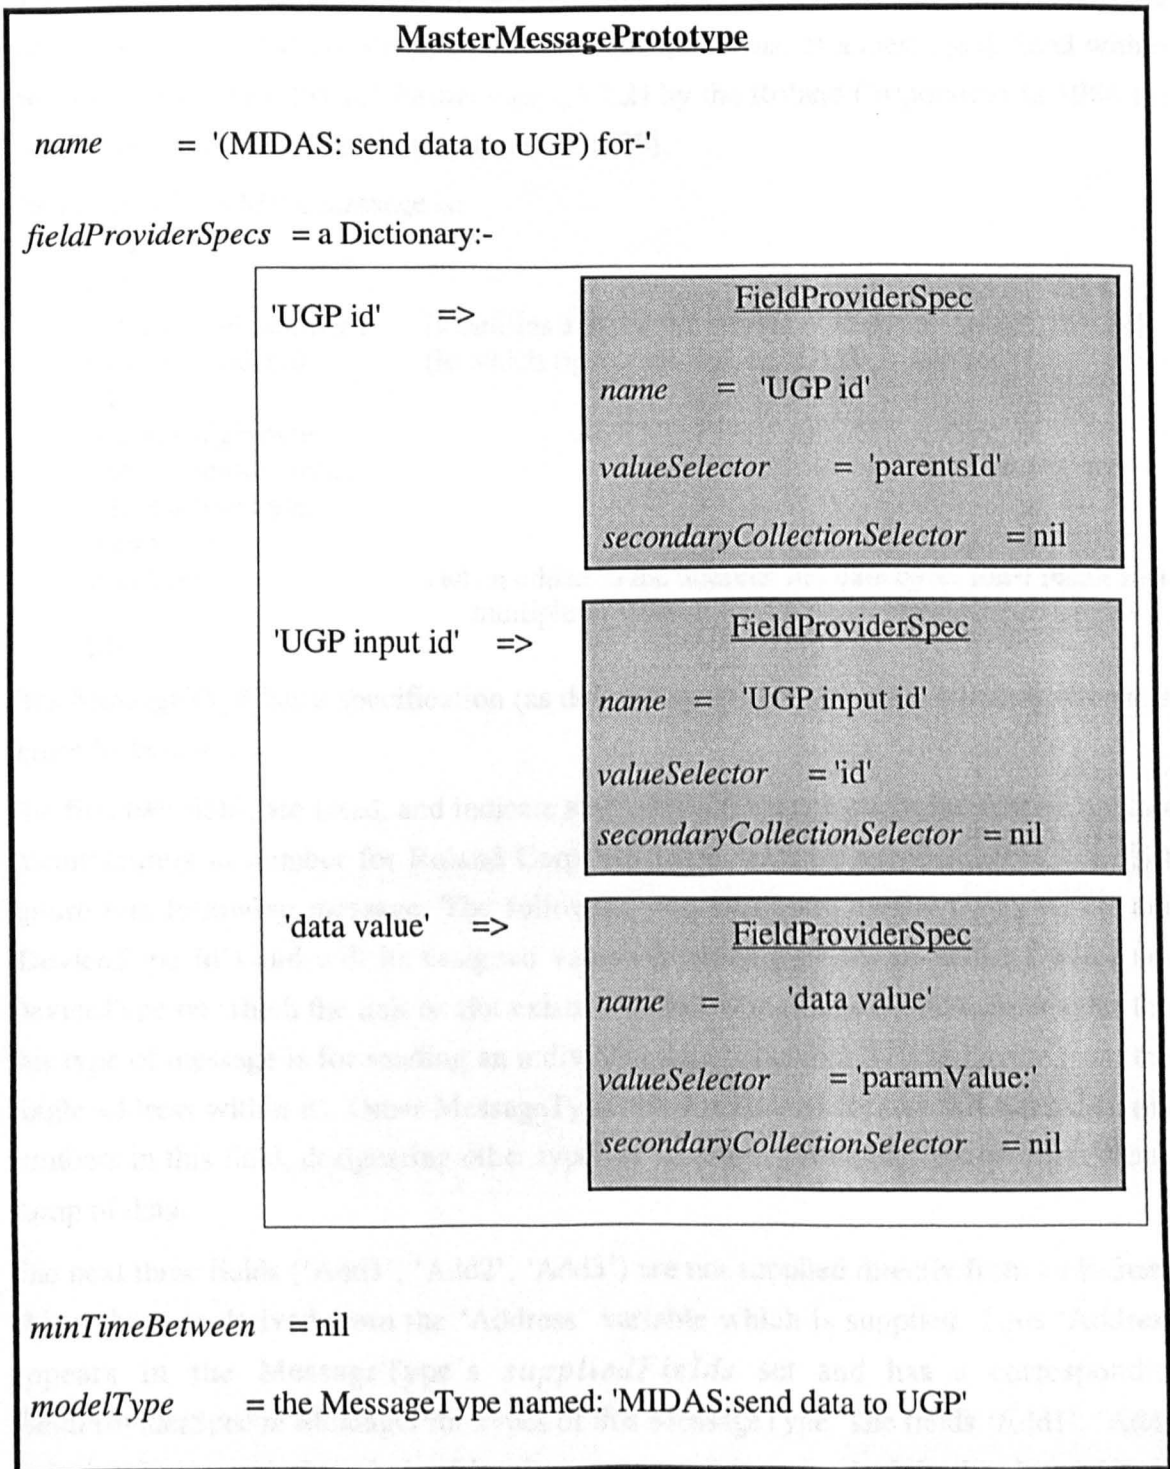 MasterMessagePrototype
name = '(MIDAS: send data to UGP) for-'
fieldProviderSpecs = a Dictionary:-
'UGP id' =>
FieldProviderSpec
name = 'UGP id'
valueSelector = 'parentsId'
secondaryCollectionSelector = nil
'UGP input id' =>
FieldProviderSpec
name = 'UGP input id'
valueSelector = 'id'
secondaryCollectionSelector = nil
'data value' =>
FieldProviderSpec
name = 'data value'
valueSelector = 'paramValue:'
secondaryCollectionSelector = nil
minTimeBetween = nil
modelType = the MessageType named: 'MIDAS:send data to UGP'